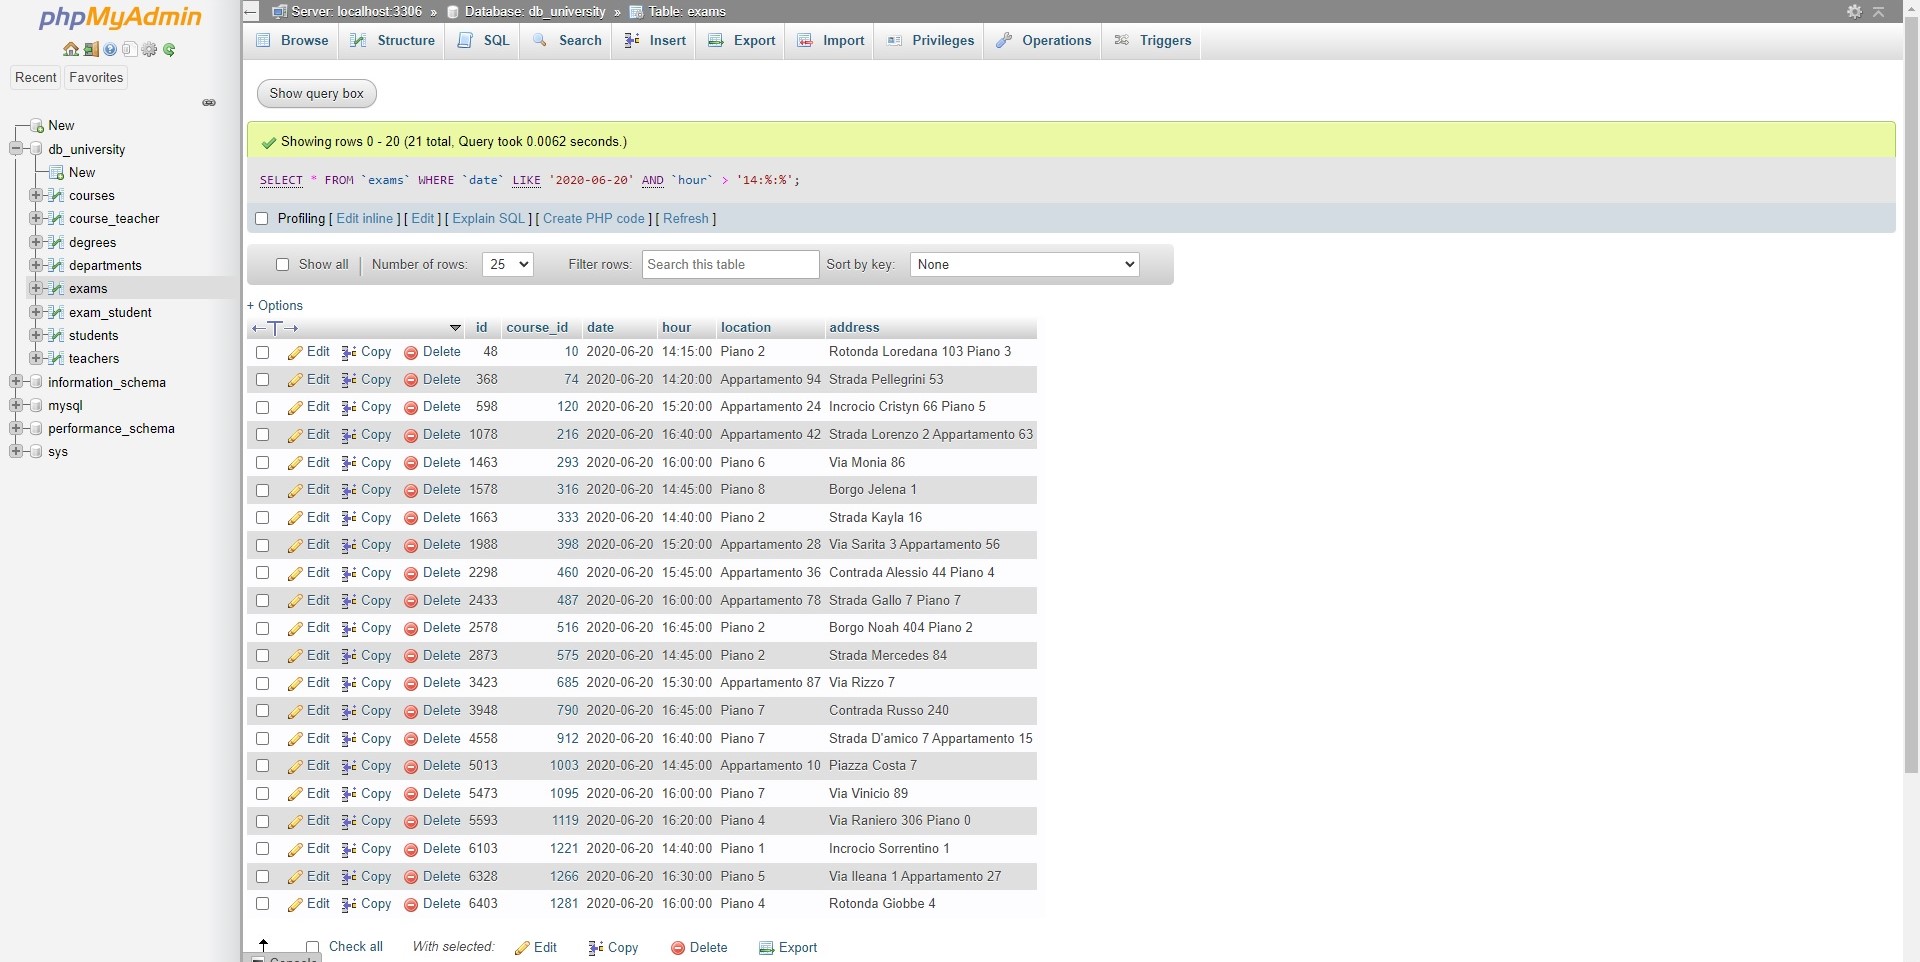 phpMyAdmin
Server: localhost:3306 » Database: db_university » Table: exams
Browse Structure SQL Search Insert Export Import Privileges Operations Triggers
Recent Favorites
New
db_university
New
courses
course_teacher
degrees
departments
exams
exam_student
students
teachers
information_schema
mysql
performance_schema
sys
Show query box
Showing rows 0 - 20 (21 total, Query took 0.0062 seconds.)
SELECT * FROM `exams` WHERE `date` LIKE '2020-06-20' AND `hour` > '14:%:%';
Profiling [ Edit inline ] [ Edit ] [ Explain SQL ] [ Create PHP code ] [ Refresh ]
Show all Number of rows: 25 Filter rows: Search this table Sort by key: None
+ Options
←T→ id course_id date hour location address
Edit Copy Delete 48 10 2020-06-20 14:15:00 Piano 2 Rotonda Loredana 103 Piano 3
Edit Copy Delete 368 74 2020-06-20 14:20:00 Appartamento 94 Strada Pellegrini 53
Edit Copy Delete 598 120 2020-06-20 15:20:00 Appartamento 24 Incrocio Cristyn 66 Piano 5
Edit Copy Delete 1078 216 2020-06-20 16:40:00 Appartamento 42 Strada Lorenzo 2 Appartamento 63
Edit Copy Delete 1463 293 2020-06-20 16:00:00 Piano 6 Via Monia 86
Edit Copy Delete 1578 316 2020-06-20 14:45:00 Piano 8 Borgo Jelena 1
Edit Copy Delete 1663 333 2020-06-20 14:40:00 Piano 2 Strada Kayla 16
Edit Copy Delete 1988 398 2020-06-20 15:20:00 Appartamento 28 Via Sarita 3 Appartamento 56
Edit Copy Delete 2298 460 2020-06-20 15:45:00 Appartamento 36 Contrada Alessio 44 Piano 4
Edit Copy Delete 2433 487 2020-06-20 16:00:00 Appartamento 78 Strada Gallo 7 Piano 7
Edit Copy Delete 2578 516 2020-06-20 16:45:00 Piano 2 Borgo Noah 404 Piano 2
Edit Copy Delete 2873 575 2020-06-20 14:45:00 Piano 2 Strada Mercedes 84
Edit Copy Delete 3423 685 2020-06-20 15:30:00 Appartamento 87 Via Rizzo 7
Edit Copy Delete 3948 790 2020-06-20 16:45:00 Piano 7 Contrada Russo 240
Edit Copy Delete 4558 912 2020-06-20 16:40:00 Piano 7 Strada D'amico 7 Appartamento 15
Edit Copy Delete 5013 1003 2020-06-20 14:45:00 Appartamento 10 Piazza Costa 7
Edit Copy Delete 5473 1095 2020-06-20 16:00:00 Piano 7 Via Vinicio 89
Edit Copy Delete 5593 1119 2020-06-20 16:20:00 Piano 4 Via Raniero 306 Piano 0
Edit Copy Delete 6103 1221 2020-06-20 14:40:00 Piano 1 Incrocio Sorrentino 1
Edit Copy Delete 6328 1266 2020-06-20 16:30:00 Piano 5 Via Ileana 1 Appartamento 27
Edit Copy Delete 6403 1281 2020-06-20 16:00:00 Piano 4 Rotonda Giobbe 4
Check all With selected: Edit Copy Delete Export
Console